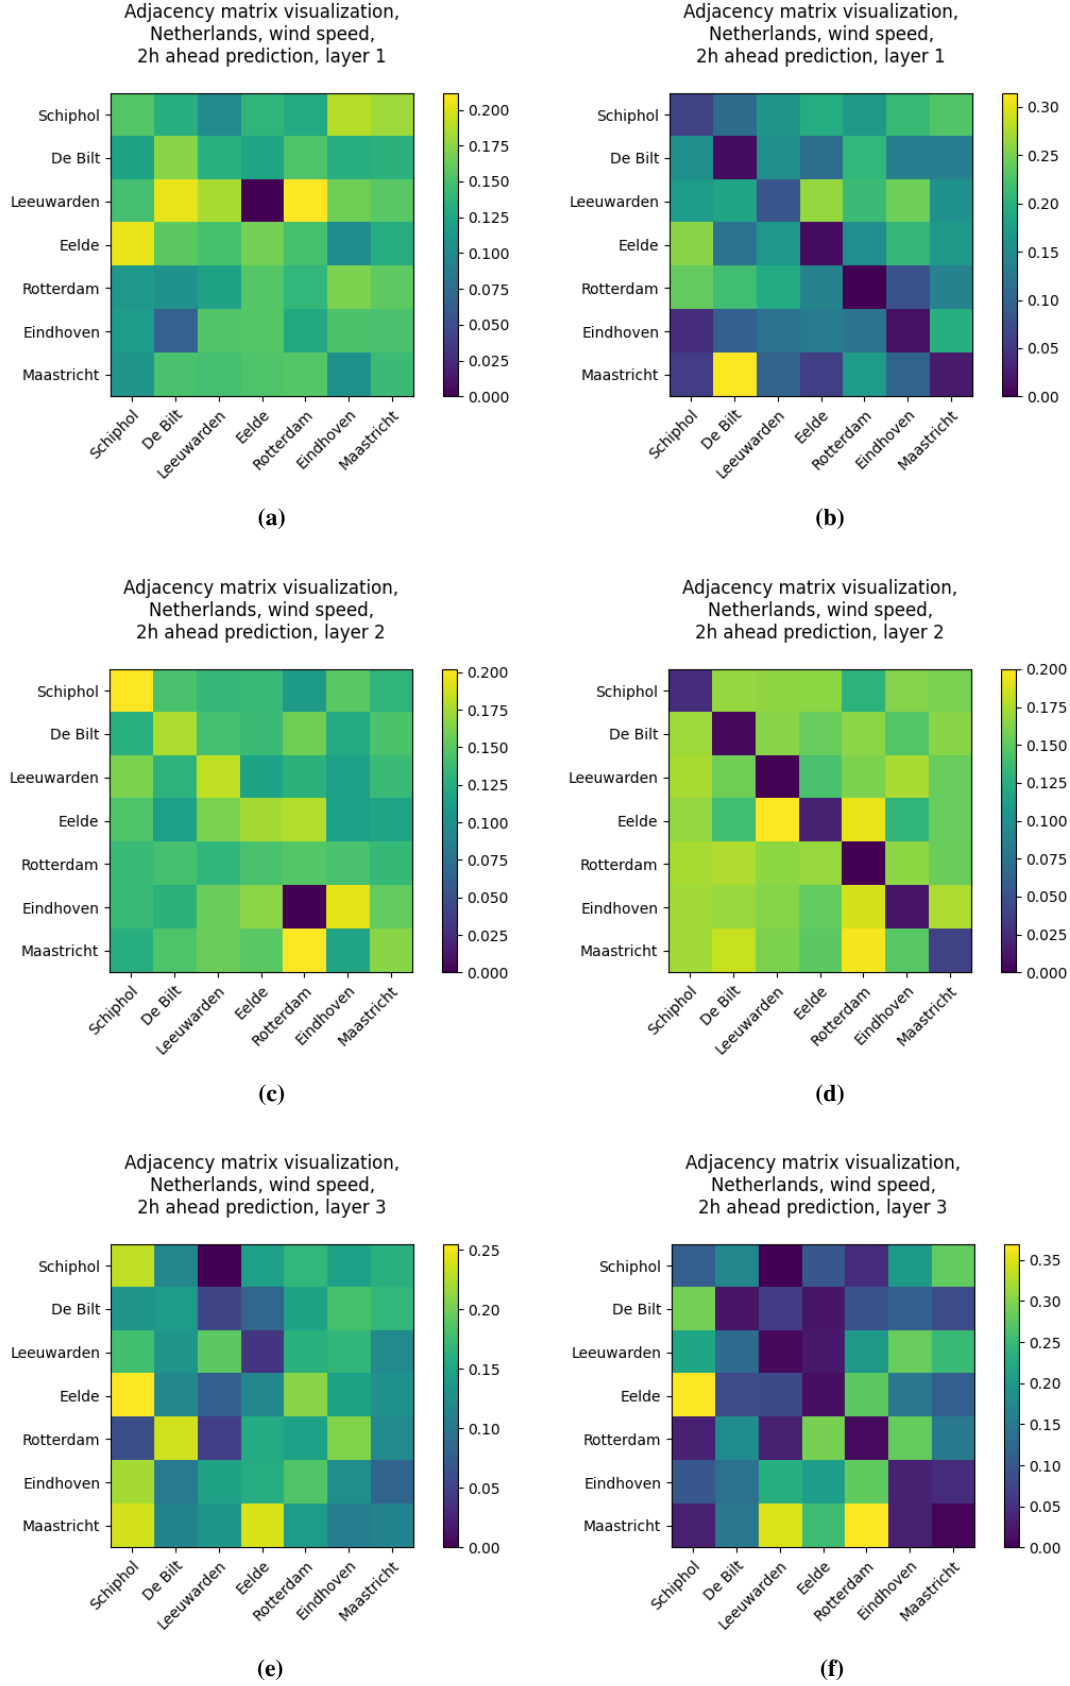 Adjacency matrix visualization,
Netherlands, wind speed,
2h ahead prediction, layer 1
Schiphol
De Bilt
Leeuwarden
Eelde
Rotterdam
Eindhoven
Maastricht
Schiphol
De Bilt
Leeuwarden
Eelde
Rotterdam
Eindhoven
Maastricht
0.200
0.175
0.150
0.125
0.100
0.075
0.050
0.025
0.000
(a)
Adjacency matrix visualization,
Netherlands, wind speed,
2h ahead prediction, layer 1
Schiphol
De Bilt
Leeuwarden
Eelde
Rotterdam
Eindhoven
Maastricht
Schiphol
De Bilt
Leeuwarden
Eelde
Rotterdam
Eindhoven
Maastricht
0.30
0.25
0.20
0.15
0.10
0.05
0.00
(b)
Adjacency matrix visualization,
Netherlands, wind speed,
2h ahead prediction, layer 2
Schiphol
De Bilt
Leeuwarden
Eelde
Rotterdam
Eindhoven
Maastricht
Schiphol
De Bilt
Leeuwarden
Eelde
Rotterdam
Eindhoven
Maastricht
0.200
0.175
0.150
0.125
0.100
0.075
0.050
0.025
0.000
(c)
Adjacency matrix visualization,
Netherlands, wind speed,
2h ahead prediction, layer 2
Schiphol
De Bilt
Leeuwarden
Eelde
Rotterdam
Eindhoven
Maastricht
Schiphol
De Bilt
Leeuwarden
Eelde
Rotterdam
Eindhoven
Maastricht
0.200
0.175
0.150
0.125
0.100
0.075
0.050
0.025
0.000
(d)
Adjacency matrix visualization,
Netherlands, wind speed,
2h ahead prediction, layer 3
Schiphol
De Bilt
Leeuwarden
Eelde
Rotterdam
Eindhoven
Maastricht
Schiphol
De Bilt
Leeuwarden
Eelde
Rotterdam
Eindhoven
Maastricht
0.25
0.20
0.15
0.10
0.05
0.00
(e)
Adjacency matrix visualization,
Netherlands, wind speed,
2h ahead prediction, layer 3
Schiphol
De Bilt
Leeuwarden
Eelde
Rotterdam
Eindhoven
Maastricht
Schiphol
De Bilt
Leeuwarden
Eelde
Rotterdam
Eindhoven
Maastricht
0.35
0.30
0.25
0.20
0.15
0.10
0.05
0.00
(f)